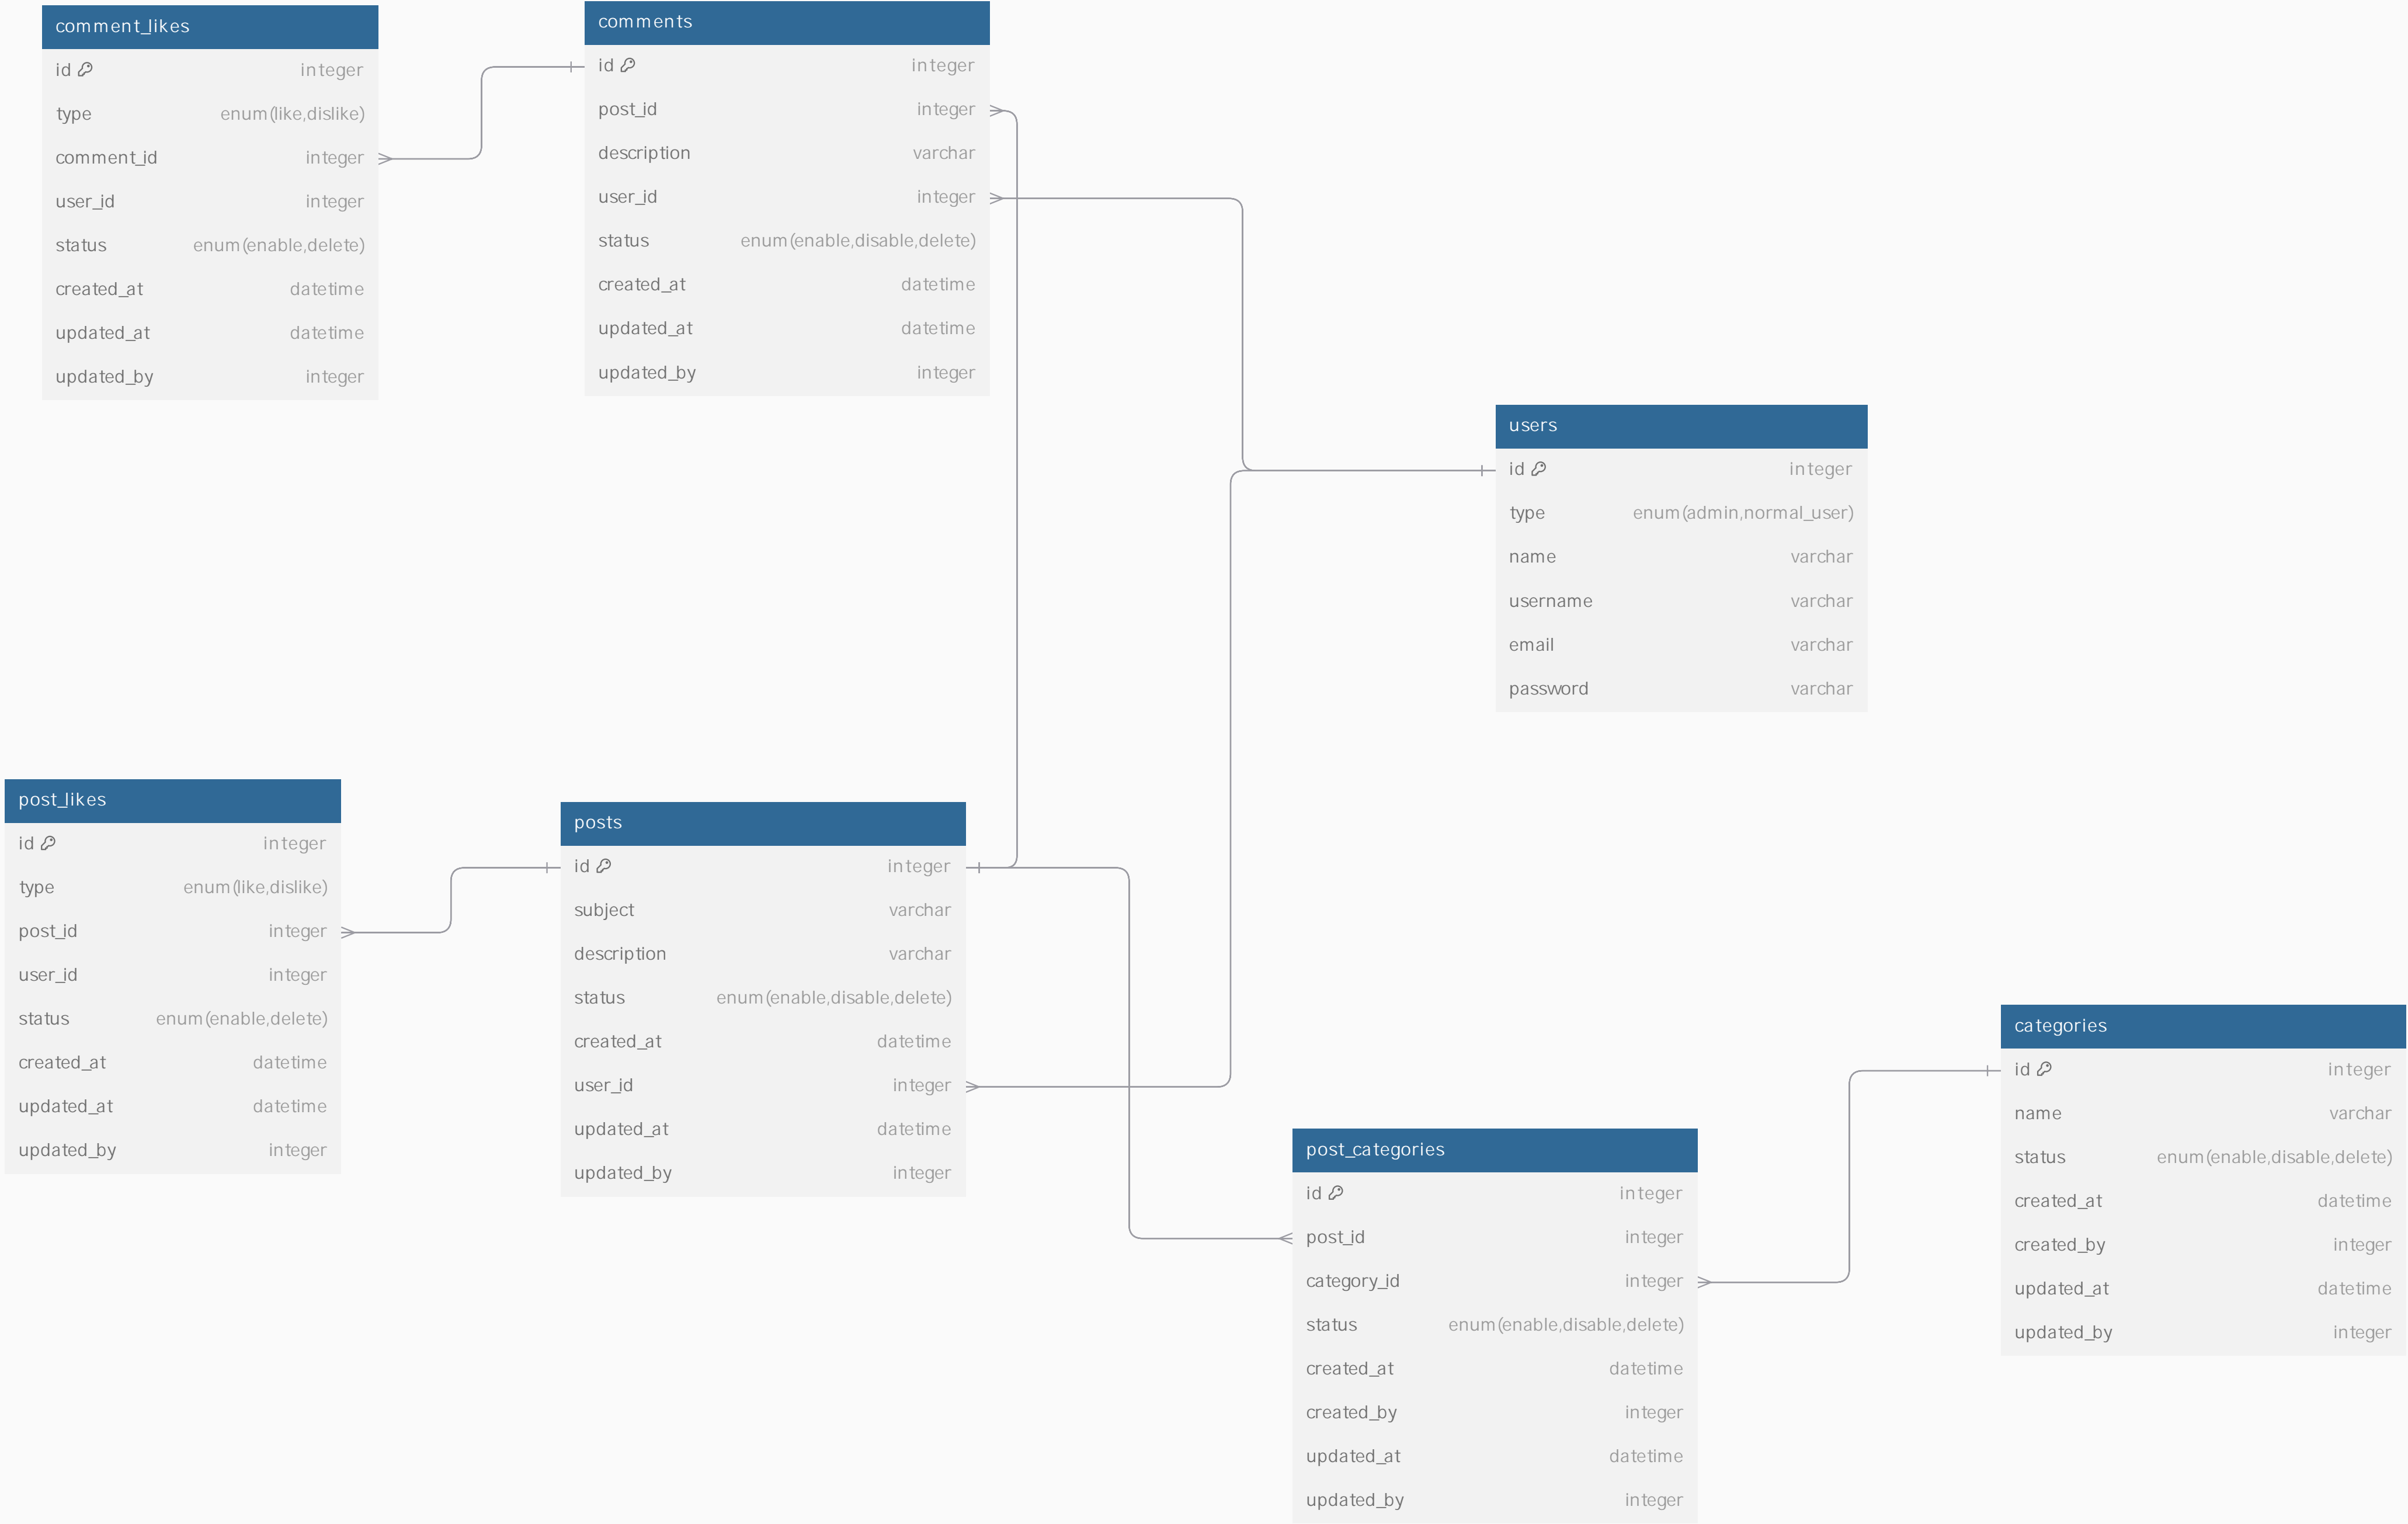 comment_likes
id integer
type enum(like,dislike)
comment_id integer
user_id integer
status enum(enable,delete)
created_at datetime
updated_at datetime
updated_by integer
comments
id integer
post_id integer
description varchar
user_id integer
status enum(enable,disable,delete)
created_at datetime
updated_at datetime
updated_by integer
users
id integer
type enum(admin,normal_user)
name varchar
username varchar
email varchar
password varchar
post_likes
id integer
type enum(like,dislike)
post_id integer
user_id integer
status enum(enable,delete)
created_at datetime
updated_at datetime
updated_by integer
posts
id integer
subject varchar
description varchar
status enum(enable,disable,delete)
created_at datetime
user_id integer
updated_at datetime
updated_by integer
post_categories
id integer
post_id integer
category_id integer
status enum(enable,disable,delete)
created_at datetime
created_by integer
updated_at datetime
updated_by integer
categories
id integer
name varchar
status enum(enable,disable,delete)
created_at datetime
created_by integer
updated_at datetime
updated_by integer